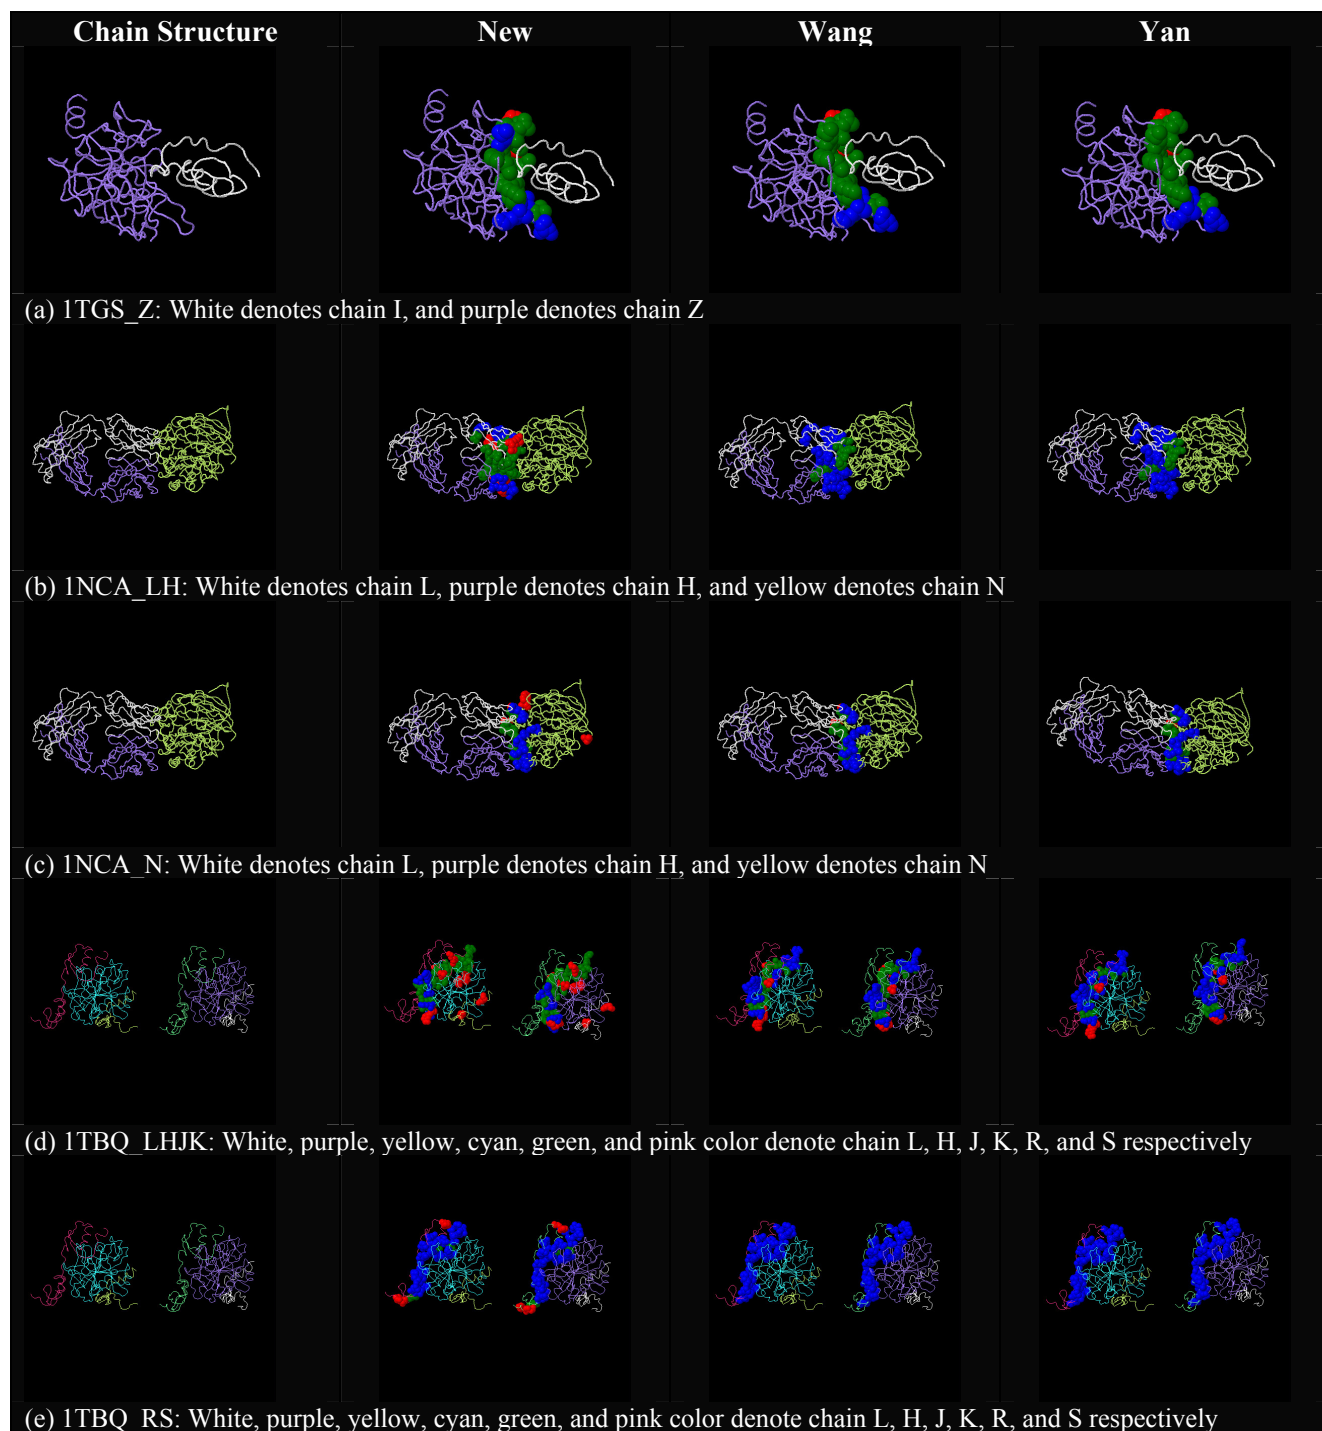 Chain Structure New Wang Yan
(a) 1TGS_Z: White denotes chain I, and purple denotes chain Z
(b) 1NCA_LH: White denotes chain L, purple denotes chain H, and yellow denotes chain N
(c) 1NCA_N: White denotes chain L, purple denotes chain H, and yellow denotes chain N
(d) 1TBQ_LHJK: White, purple, yellow, cyan, green, and pink color denote chain L, H, J, K, R, and S respectively
(e) 1TBQ_RS: White, purple, yellow, cyan, green, and pink color denote chain L, H, J, K, R, and S respectively